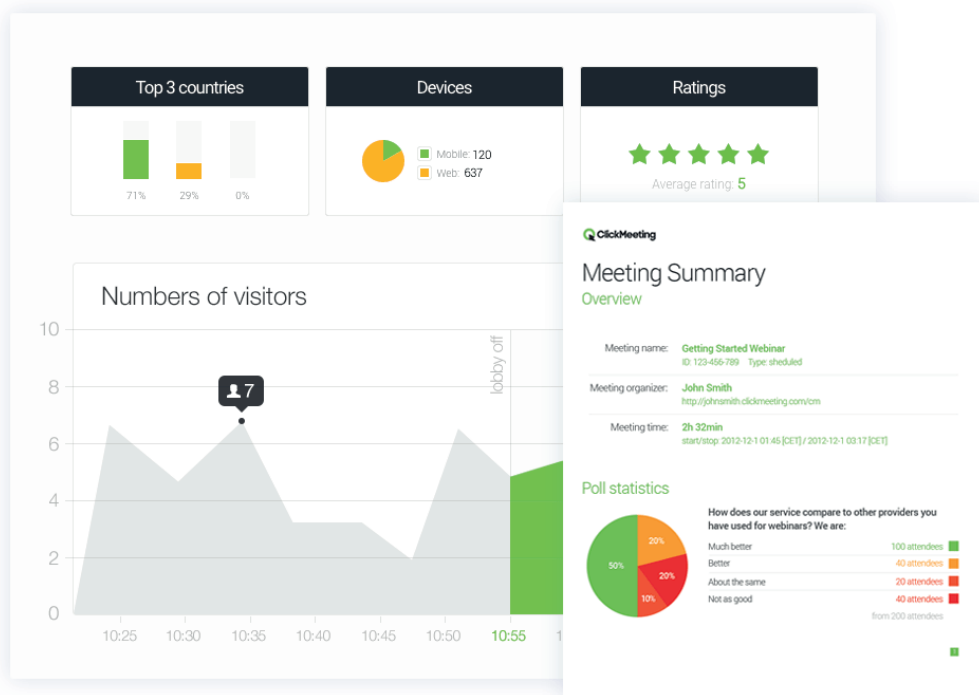 Top 3 countries
71% 29% 0%
Devices
Mobile: 120
Web: 637
Ratings
Average rating: 5
Numbers of visitors
10
8
6
4
2
0
7
lobby off
10:25 10:30 10:35 10:40 10:45 10:50 10:55 1
ClickMeeting
Meeting Summary
Overview
Meeting name: Getting Started Webinar
ID: 123-456-789 Type: sheduled
Meeting organizer: John Smith
http://johnsmith.clickmeeting.com/cm
Meeting time: 2h 32min
start/stop: 2012-12-1 01:45 [CET] / 2012-12-1 03:17 [CET]
Poll statistics
50%
20%
20%
10%
How does our service compare to other providers you
have used for webinars? We are:
Much better 100 attendees
Better 40 attendees
About the same 20 attendees
Not as good 40 attendees
from 200 attendees